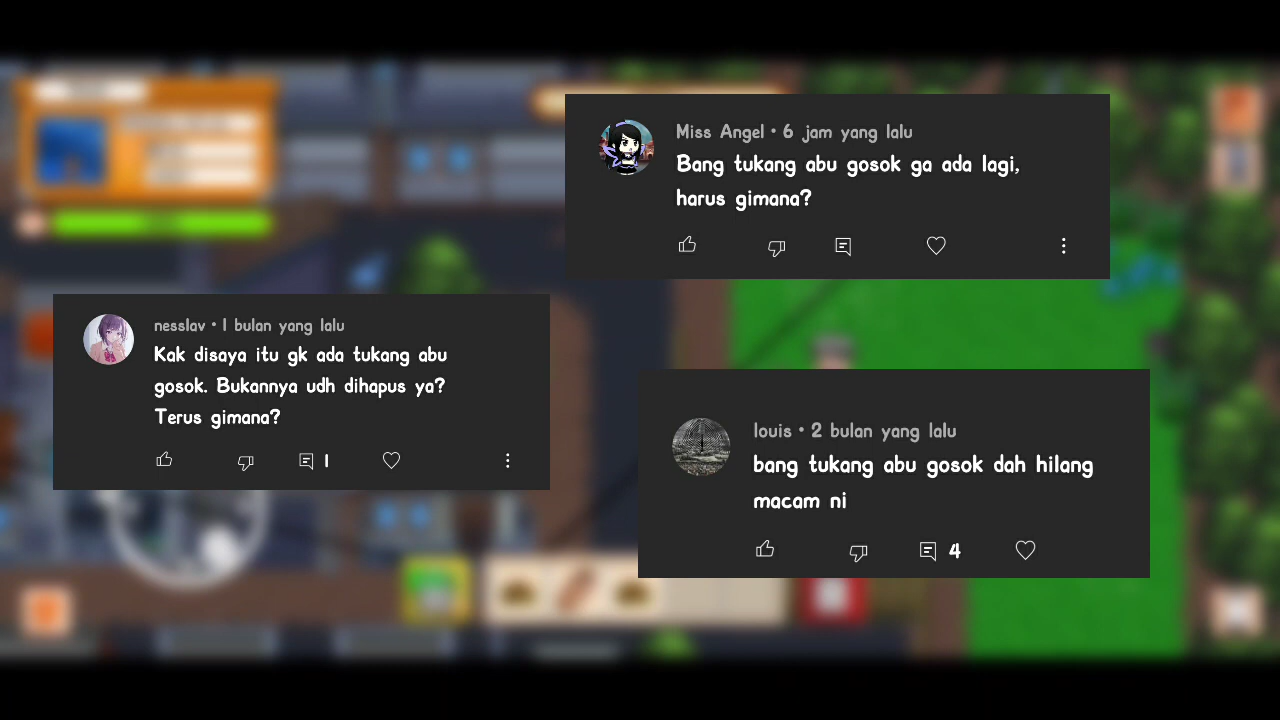 Miss Angel • 6 jam yang lalu
Bang tukang abu gosok ga ada lagi,
harus gimana?
nesslav • 1 bulan yang lalu
Kak disaya itu gk ada tukang abu
gosok. Bukannya udh dihapus ya?
Terus gimana?
1
louis • 2 bulan yang lalu
bang tukang abu gosok dah hilang
macam ni
4